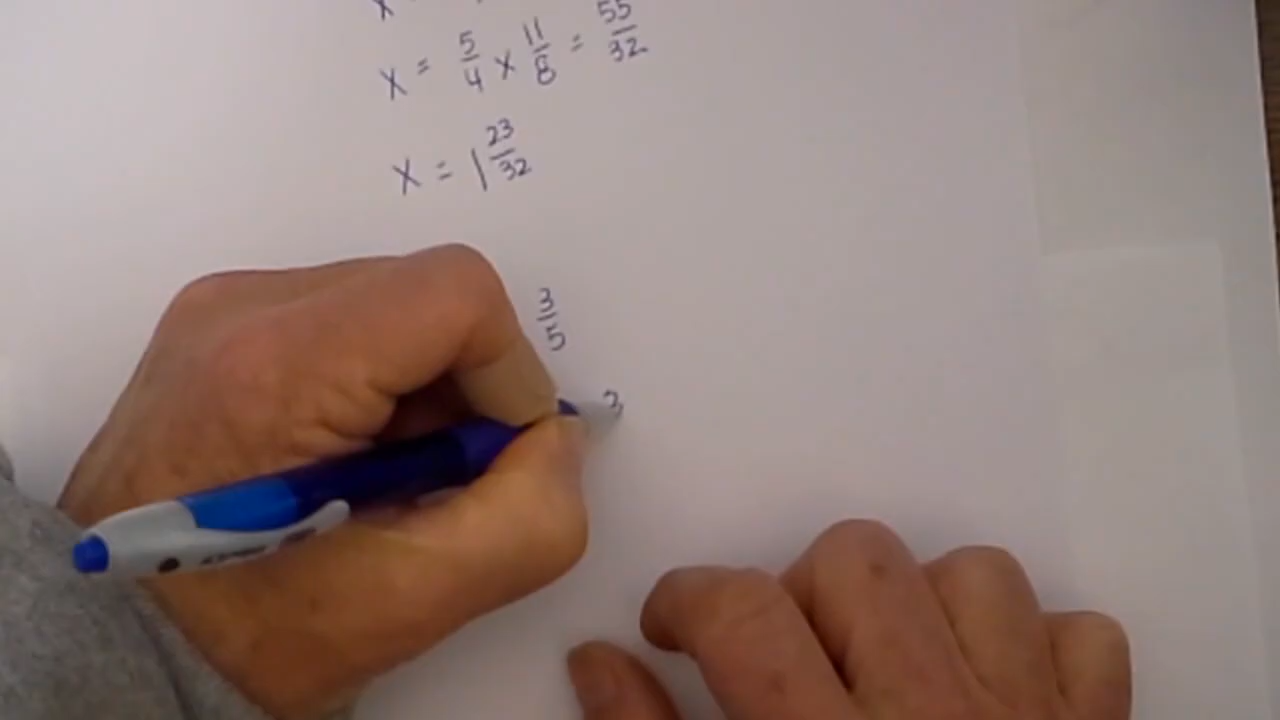 x
x = 5/4 x 11/8 = 55/32
x = 1 23/32
3/5
3